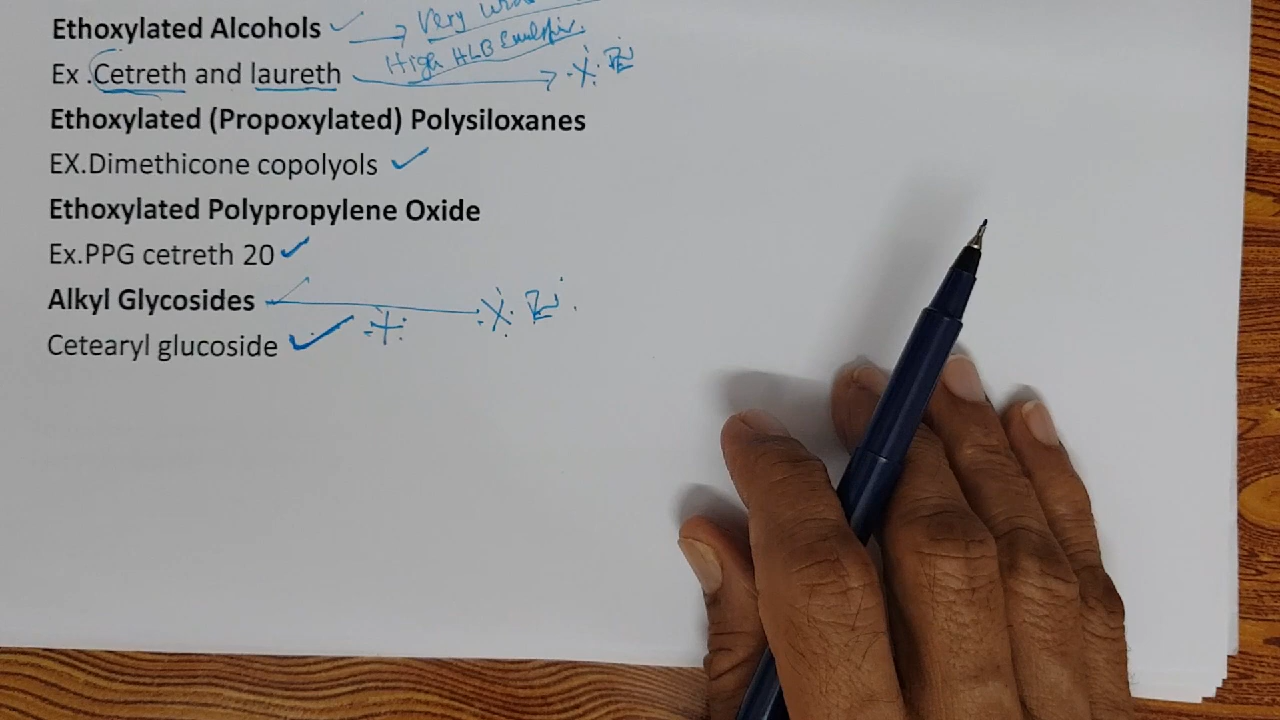 Ethoxylated Alcohols
Very
High HLB
Ex .Cetreth and laureth
Ethoxylated (Propoxylated) Polysiloxanes
EX.Dimethicone copolyols
Ethoxylated Polypropylene Oxide
Ex.PPG cetreth 20
Alkyl Glycosides
Cetearyl glucoside